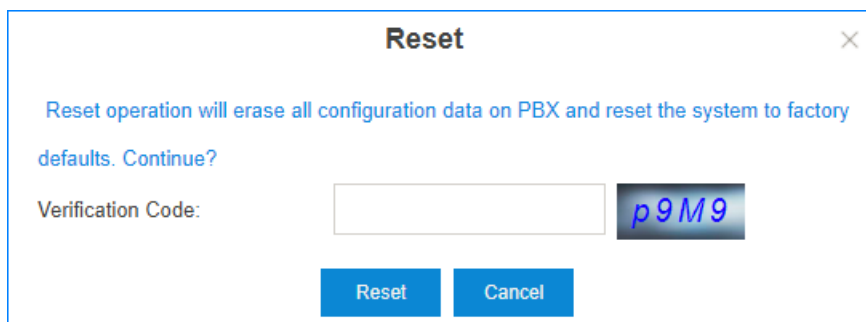 Reset
Reset operation will erase all configuration data on PBX and reset the system to factory
defaults. Continue?
Verification Code:
p9M9
Reset Cancel